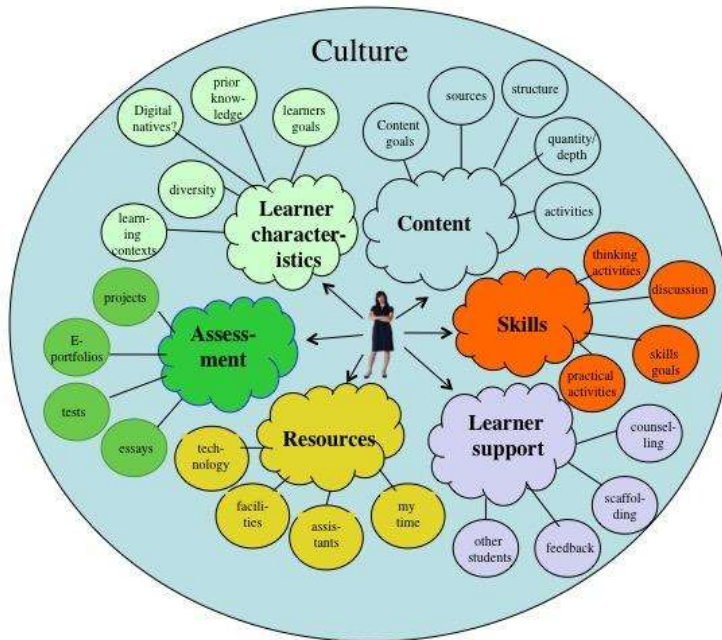 Culture
Digital
natives?
prior
know-
ledge
learners
goals
diversity
learn-
ing
contexts
Learner
character-
istics
Content
goals
sources
structure
quantity/
depth
activities
Content
projects
E-
portfolios
tests
essays
Assess-
ment
thinking
activities
discussion
skills
goals
practical
activities
Skills
tech-
nology
facili-
ties
assis-
tants
my
time
Resources
Learner
support
counsel-
ling
scaffol-
ding
feedback
other
students